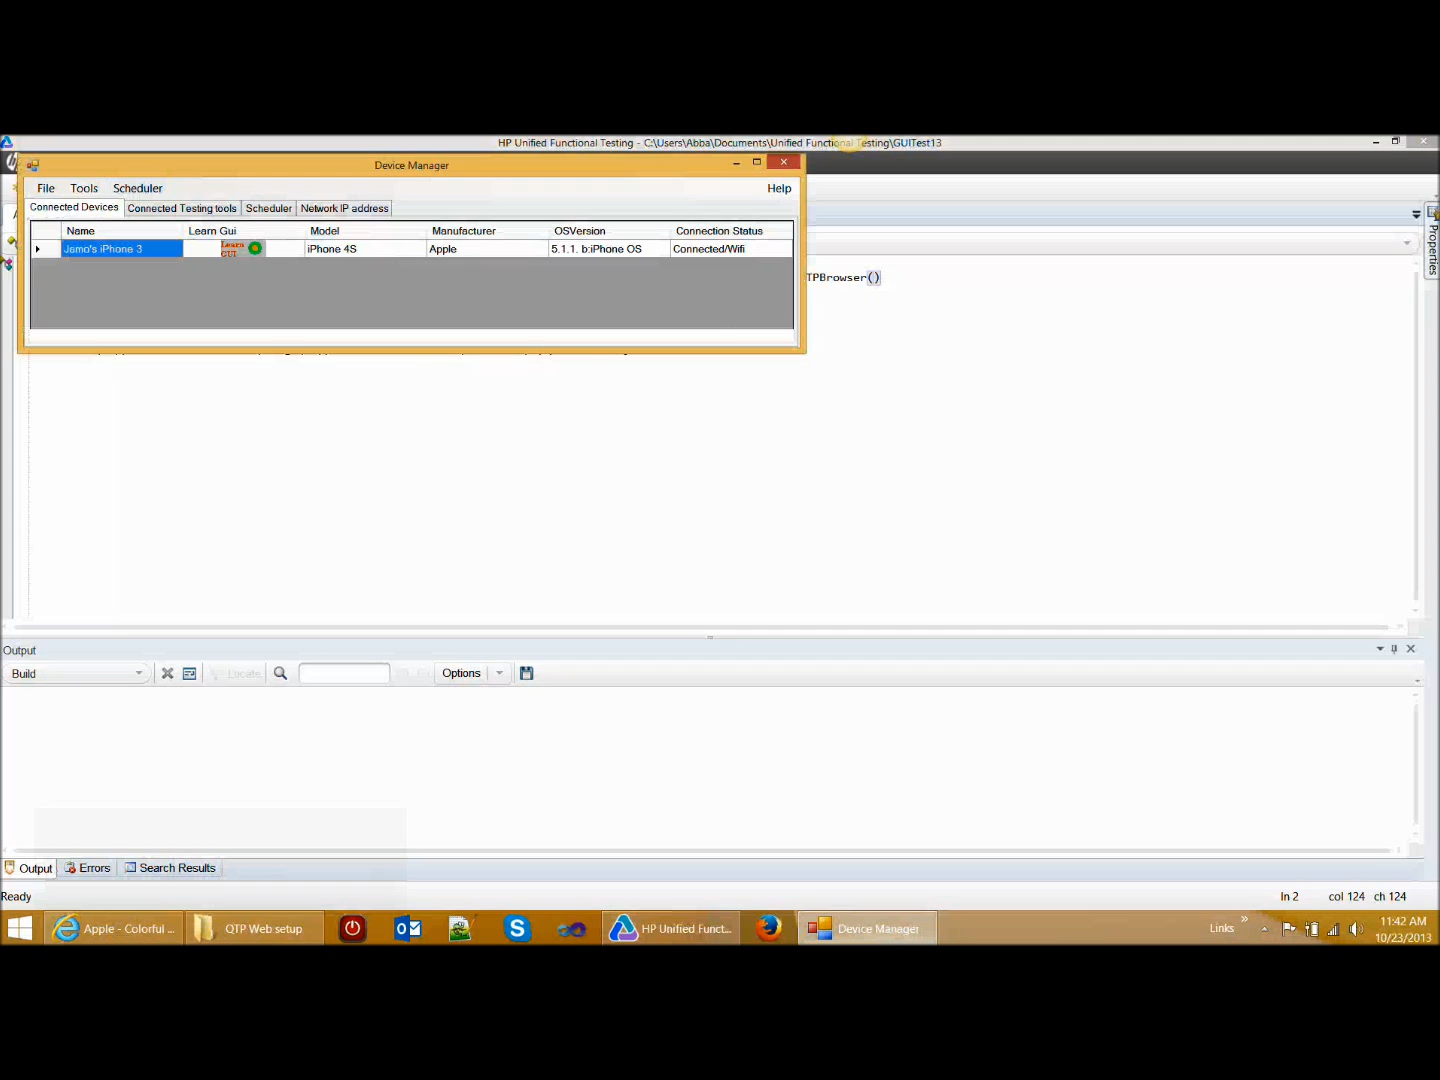 HP Unified Functional Testing - C:\Users\Abba\Documents\Unified Functional Testing\GUITest13
Device Manager
File Tools Scheduler Help
Connected Devices Connected Testing tools Scheduler Network IP address
Name Learn Gui Model Manufacturer OSVersion Connection Status
Jamo's iPhone 3 Learn GUI iPhone 4S Apple 5.1.1. b:iPhone OS Connected/Wifi
TPBrowser()
Properties
Output
Build Locate Options
Output Errors Search Results
Ready ln 2 col 124 ch 124
Apple - Colorful ... QTP Web setup HP Unified Funct... Device Manager Links 11:42 AM
10/23/2013